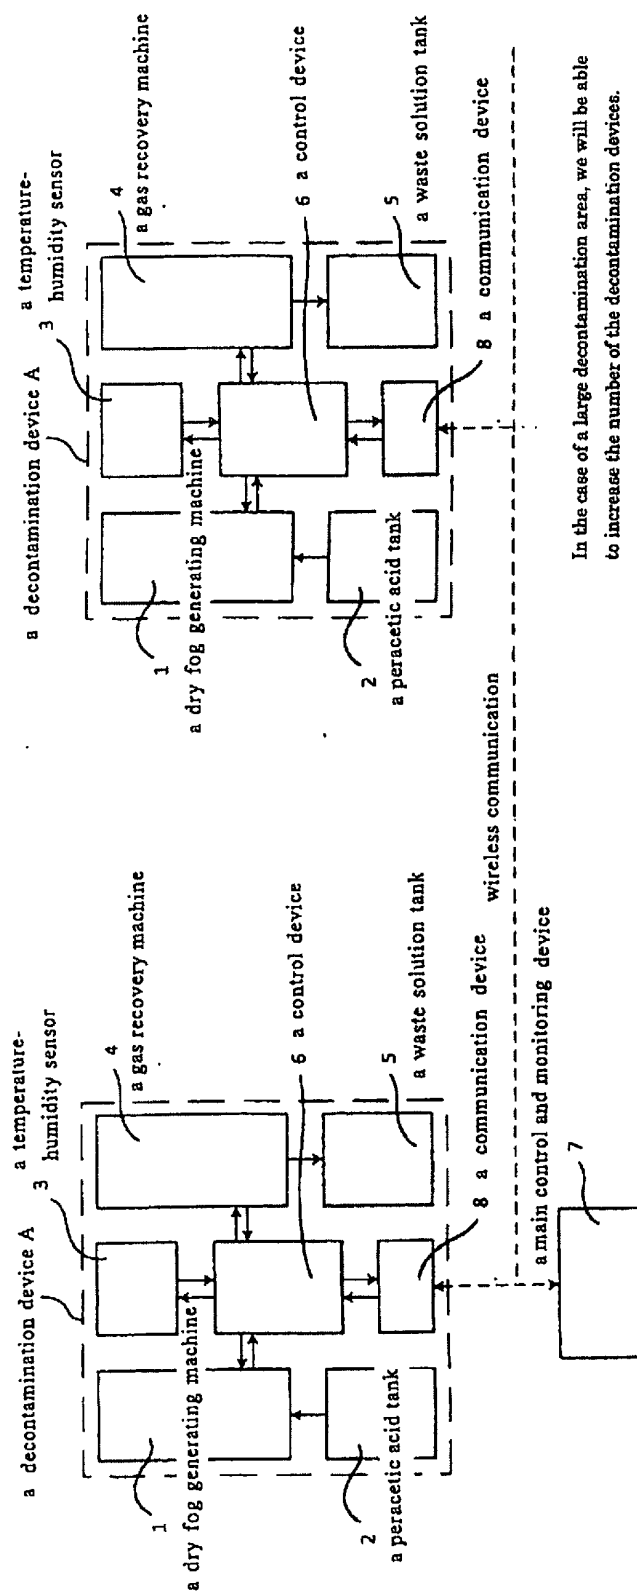 a decontamination device A
a temperature-
humidity sensor
3
4
a gas recovery machine
1
a dry fog generating machine
6 a control device
2
a peracetic acid tank
5
a waste solution tank
8 a communication device
wireless communication
a main control and monitoring device
7
a decontamination device A
a temperature-
humidity sensor
3
4
a gas recovery machine
1
a dry fog generating machine
6 a control device
2
a peracetic acid tank
5
a waste solution tank
8 a communication device
In the case of a large decontamination area, we will be able
to increase the number of the decontamination devices.